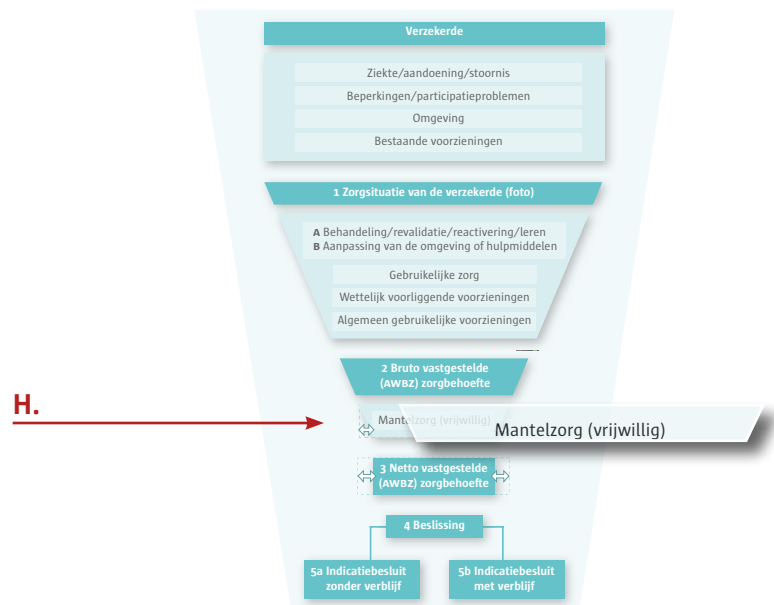 Verzekerde
Ziekte/aandoening/stoornis
Beperkingen/participatieproblemen
Omgeving
Bestaande voorzieningen
1 Zorgsituatie van de verzekerde (foto)
A Behandeling/revalidatie/reactivering/leren
B Aanpassing van de omgeving of hulpmiddelen
Gebruikelijke zorg
Wettelijk voorliggende voorzieningen
Algemeen gebruikelijke voorzieningen
2 Bruto vastgestelde
(AWBZ) zorgbehoefte
H.
Mantelzorg (vrijwillig)
Mantelzorg (vrijwillig)
3 Netto vastgestelde
(AWBZ) zorgbehoefte
4 Beslissing
5a Indicatiebesluit
zonder verblijf
5b Indicatiebesluit
met verblijf